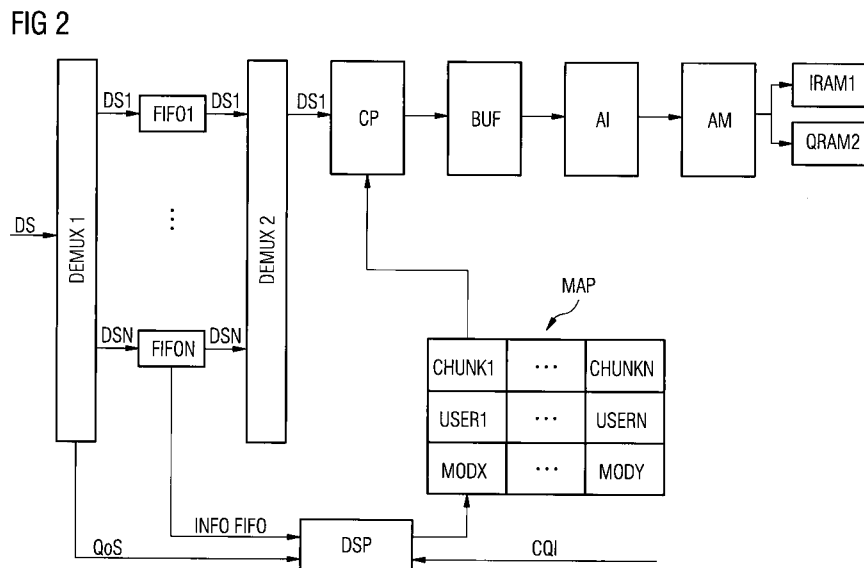 FIG 2
DS
DEMUX 1
DS1
FIFO1
DS1
⋮
DSN
FIFON
DSN
DEMUX 2
DS1
CP
BUF
AI
AM
IRAM1
QRAM2
MAP
CHUNK1 ... CHUNKN
USER1 ... USERN
MODX ... MODY
INFO FIFO
QoS
DSP
CQI